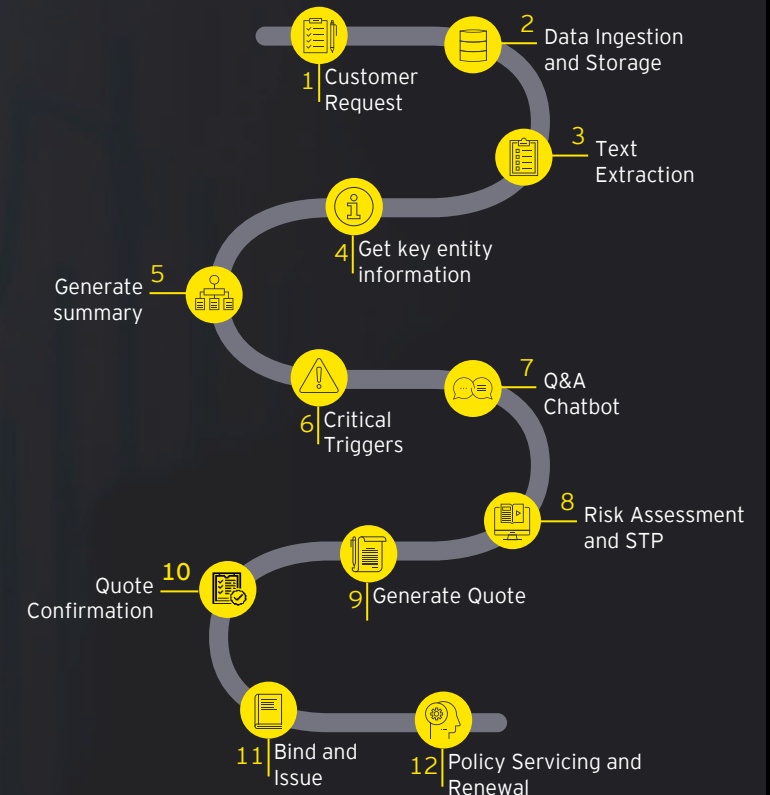 1 Customer
Request
2 Data Ingestion
and Storage
3 Text
Extraction
4 Get key entity
information
5 Generate
summary
6 Critical
Triggers
7 Q&A
Chatbot
8 Risk Assessment
and STP
9 Generate Quote
10 Quote
Confirmation
11 Bind and
Issue
12 Policy Servicing and
Renewal